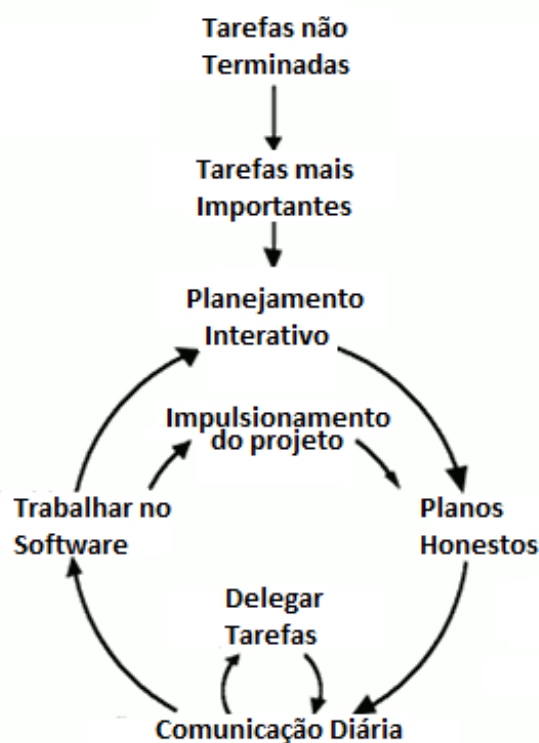 Tarefas não
Terminadas
Tarefas mais
Importantes
Planejamento
Interativo
Impulsionamento
do projeto
Trabalhar no
Software
Planos
Honestos
Delegar
Tarefas
Comunicação Diária